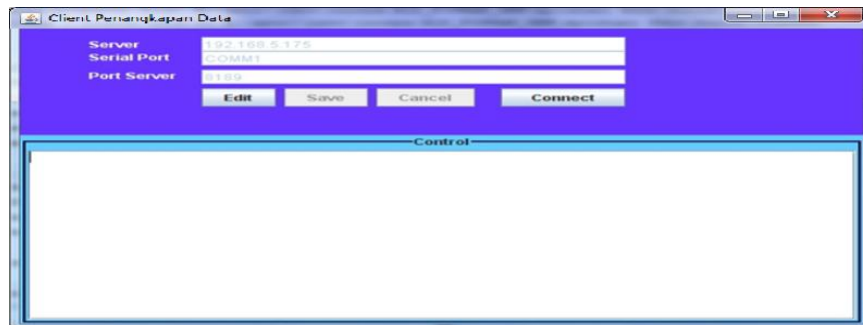 Client Penangkapan Data
Server 192.168.5.175
Serial Port COMM1
Port Server 8189
Edit Save Cancel Connect
Control